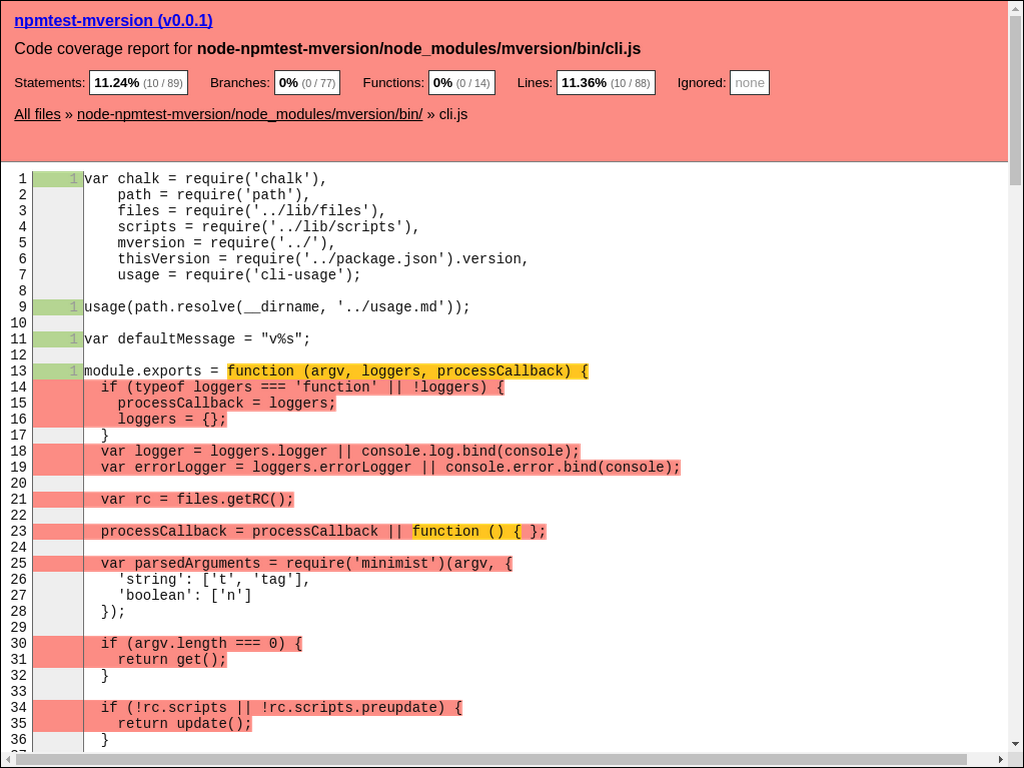 npmtest-mversion (v0.0.1)
Code coverage report for node-npmtest-mversion/node_modules/mversion/bin/cli.js
Statements: 11.24% (10 / 89) Branches: 0% (0 / 77) Functions: 0% (0 / 14) Lines: 11.36% (10 / 88) Ignored: none
All files » node-npmtest-mversion/node_modules/mversion/bin/ » cli.js
1 1 var chalk = require('chalk'),
2 path = require('path'),
3 files = require('../lib/files'),
4 scripts = require('../lib/scripts'),
5 mversion = require('../'),
6 thisVersion = require('../package.json').version,
7 usage = require('cli-usage');
8
9 1 usage(path.resolve(__dirname, '../usage.md'));
10
11 1 var defaultMessage = "v%s";
12
13 1 module.exports = function (argv, loggers, processCallback) {
14 if (typeof loggers === 'function' || !loggers) {
15 processCallback = loggers;
16 loggers = {};
17 }
18 var logger = loggers.logger || console.log.bind(console);
19 var errorLogger = loggers.errorLogger || console.error.bind(console);
20
21 var rc = files.getRC();
22
23 processCallback = processCallback || function () { };
24
25 var parsedArguments = require('minimist')(argv, {
26 'string': ['t', 'tag'],
27 'boolean': ['n']
28 });
29
30 if (argv.length === 0) {
31 return get();
32 }
33
34 if (!rc.scripts || !rc.scripts.preupdate) {
35 return update();
36 }